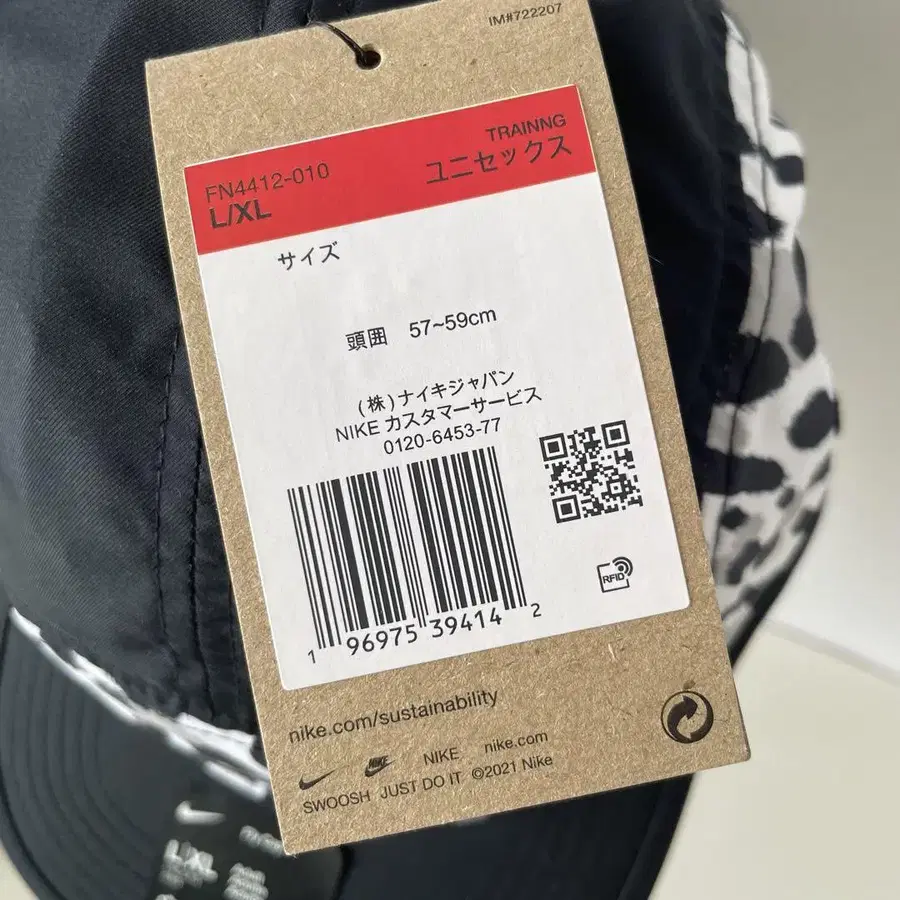 IM#722207
TRAINNG
FN4412-010
ユニセックス
L/XL
サイズ
頭囲 57~59cm
(株)ナイキジャパン
NIKE カスタマーサービス
0120-6453-77
RFID
1 96975 39414 2
nike.com/sustainability
NIKE nike.com
SWOOSH JUST DO IT ©2021 Nike
L/XL